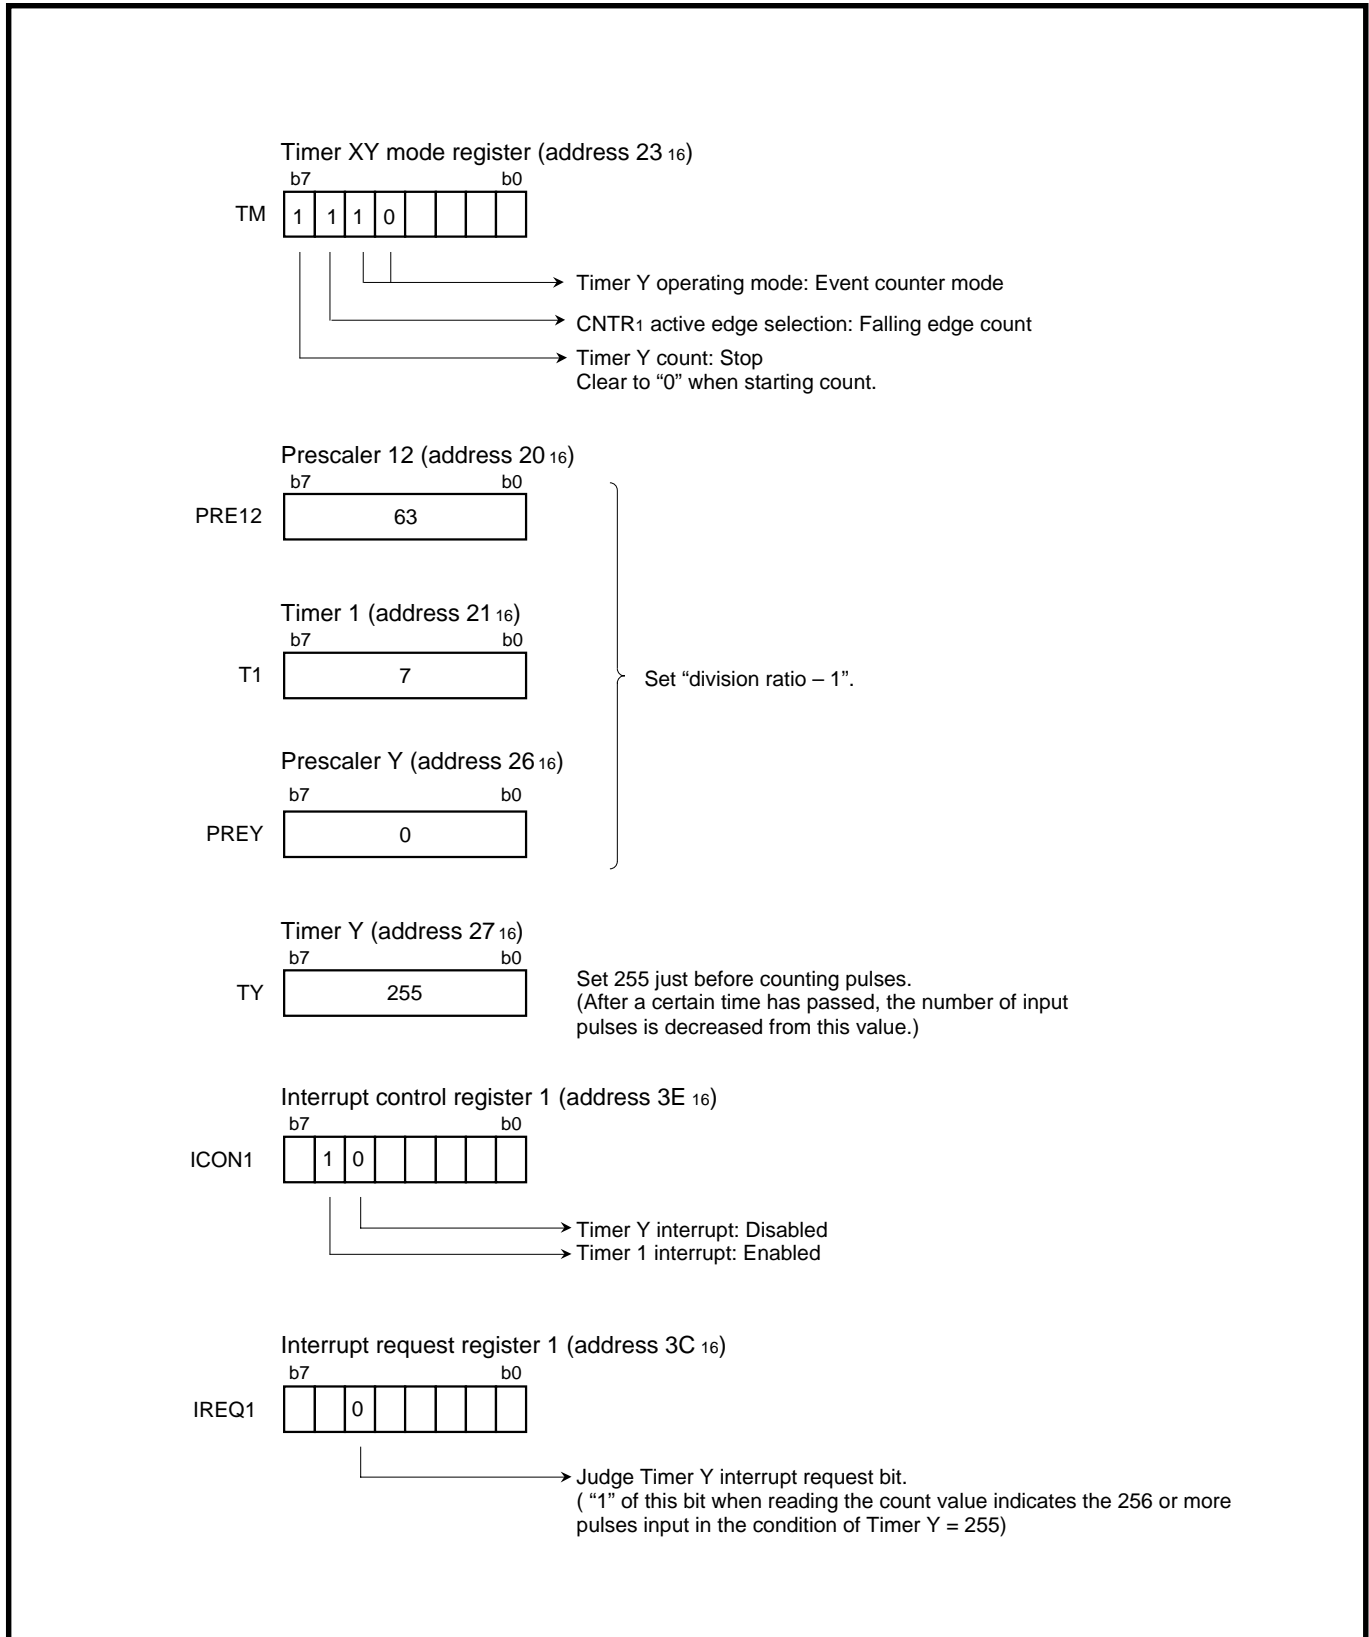 Timer XY mode register (address 23 16)
b7 b0
TM 1 1 1 0
Timer Y operating mode: Event counter mode
CNTR1 active edge selection: Falling edge count
Timer Y count: Stop
Clear to “0” when starting count.
Prescaler 12 (address 20 16)
b7 b0
PRE12 63
Timer 1 (address 21 16)
b7 b0
T1 7
Set “division ratio – 1”.
Prescaler Y (address 26 16)
b7 b0
PREY 0
Timer Y (address 27 16)
b7 b0
TY 255
Set 255 just before counting pulses.
(After a certain time has passed, the number of input
pulses is decreased from this value.)
Interrupt control register 1 (address 3E 16)
b7 b0
ICON1 1 0
Timer Y interrupt: Disabled
Timer 1 interrupt: Enabled
Interrupt request register 1 (address 3C 16)
b7 b0
IREQ1 0
Judge Timer Y interrupt request bit.
( “1” of this bit when reading the count value indicates the 256 or more
pulses input in the condition of Timer Y = 255)